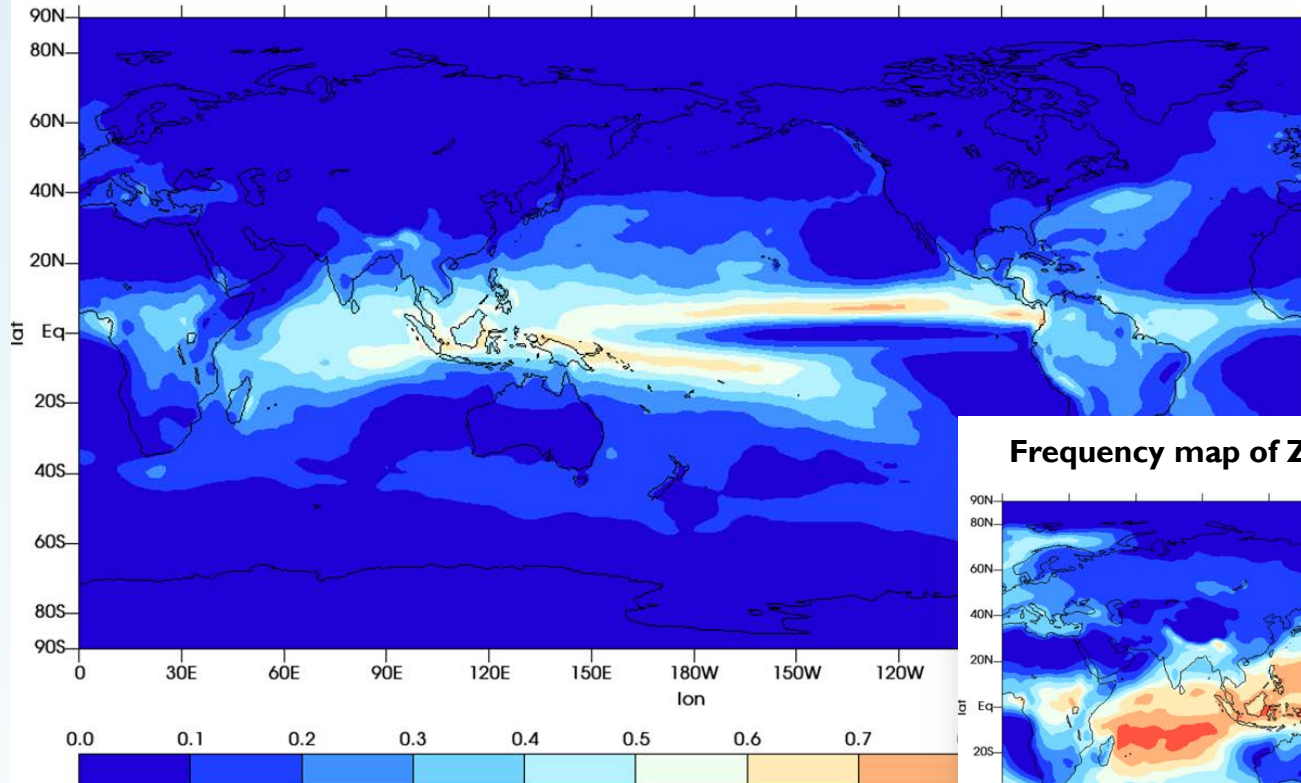 90N
80N
60N
40N
20N
Eq
20S
40S
60S
80S
90S
lat
0 30E 60E 90E 120E 150E 180W 150W 120W
lon
0.0 0.1 0.2 0.3 0.4 0.5 0.6 0.7
Frequency map of Z
90N
80N
60N
40N
20N
Eq
20S
lat